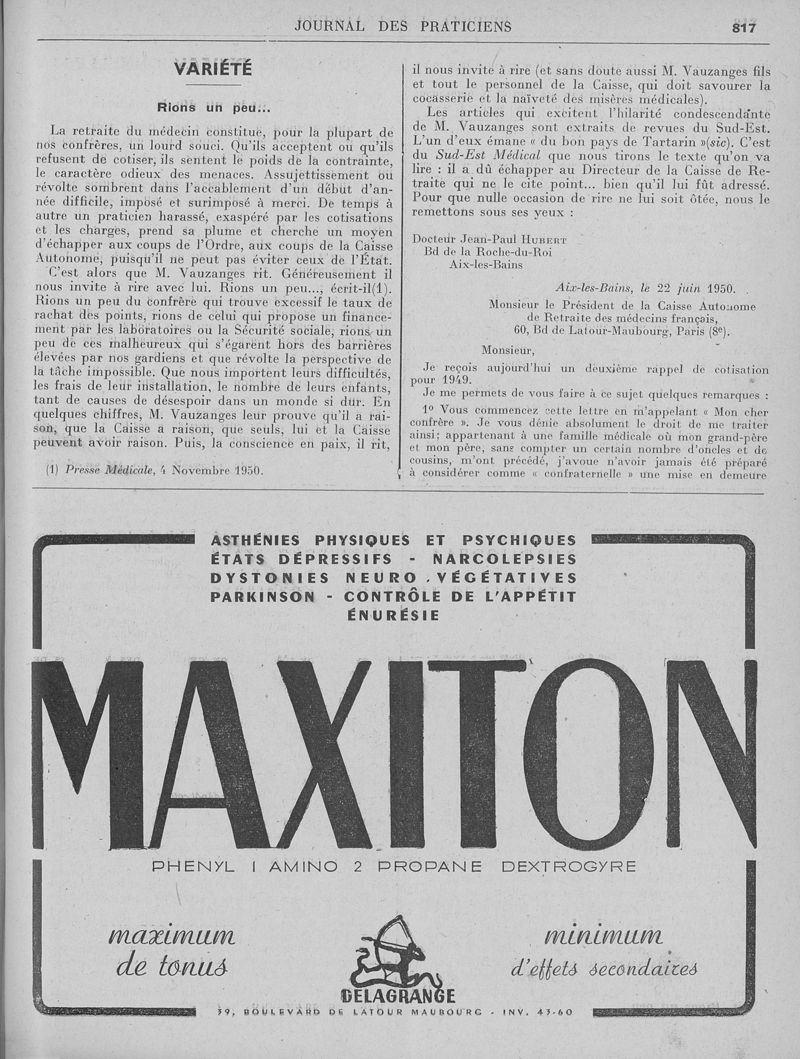 JOURNAL DES PRATICIENS
817
VARIÉTÉ
Rions un peu...
La retraite du médecin constitue, pour la plupart de
nos confrères, un lourd souci. Qu'ils acceptent ou qu'ils
refusent de cotiser, ils sentent le poids de la contrainte,
le caractère odieux des menaces. Assujettissement ou
révolte sombrent dans l'accablement d'un début d'an-
née difficile, imposé et surimposé à merci. De temps à
autre un praticien harassé, exaspéré par les cotisations
et les charges, prend sa plume et cherche un moyen
d'échapper aux coups de l'Ordre, aux coups de la Caisse
Autonome, puisqu'il ne peut pas éviter ceux de l'État.
C'est alors que M. Vauzanges rit. Généreusement il
nous invite à rire avec lui. Rions un peu..., écrit-il(1).
Rions un peu du confrère qui trouve excessif le taux de
rachat des points, rions de celui qui propose un finance-
ment par les laboratoires ou la Sécurité sociale, rions un
peu de ces malheureux qui s'égarent hors des barrières
élevées par nos gardiens et que révolte la perspective de
la tâche impossible. Que nous importent leurs difficultés,
les frais de leur installation, le nombre de leurs enfants,
tant de causes de désespoir dans un monde si dur. En
quelques chiffres, M. Vauzanges leur prouve qu'il a rai-
son, que la Caisse a raison, que seuls, lui et la Caisse
peuvent avoir raison. Puis, la conscience en paix, il rit,
(1) Presse Médicale, 4 Novembre 1950.
il nous invite à rire (et sans doute aussi M. Vauzanges fils
et tout le personnel de la Caisse, qui doit savourer la
cocasserie et la naïveté des misères médicales).
Les articles qui excitent l'hilarité condescendante
de M. Vauzanges sont extraits de revues du Sud-Est.
L'un d'eux émane « du bon pays de Tartarin »(sic). C'est
du Sud-Est Médical que nous tirons le texte qu'on va
lire : il a dû échapper au Directeur de la Caisse de Re-
traite qui ne le cite point... bien qu'il lui fût adressé.
Pour que nulle occasion de rire ne lui soit ôtée, nous le
remettons sous ses yeux :
Docteur Jean-Paul HUBERT
Bd de la Roche-du-Roi
Aix-les-Bains
Aix-les-Bains, le 22 juin 1950.
Monsieur le Président de la Caisse Autonome
de Retraite des médecins français,
60, Bd de Latour-Maubourg, Paris (8e).
Monsieur,
Je reçois aujourd'hui un deuxième rappel de cotisation
pour 1949.
Je me permets de vous faire à ce sujet quelques remarques :
1° Vous commencez cette lettre en m'appelant « Mon cher
confrère ». Je vous dénie absolument le droit de me traiter
ainsi; appartenant à une famille médicale où mon grand-père
et mon père, sans compter un certain nombre d'oncles et de
cousins, m'ont précédé, j'avoue n'avoir jamais été préparé
à considérer comme « confraternelle » une mise en demeure
ASTHÉNIES PHYSIQUES ET PSYCHIQUES
ÉTATS DÉPRESSIFS - NARCOLEPSIES
DYSTONIES NEURO-VÉGÉTATIVES
PARKINSON - CONTRÔLE DE L'APPÉTIT
ÉNURÉSIE
MAXITON
PHENYL 1 AMINO 2 PROPANE DEXTROGYRE
maximum
de tonus
minimum
d'effets secondaires
DELAGRANGE
39, BOULEVARD DE LATOUR MAUBOURG - INV. 45-60